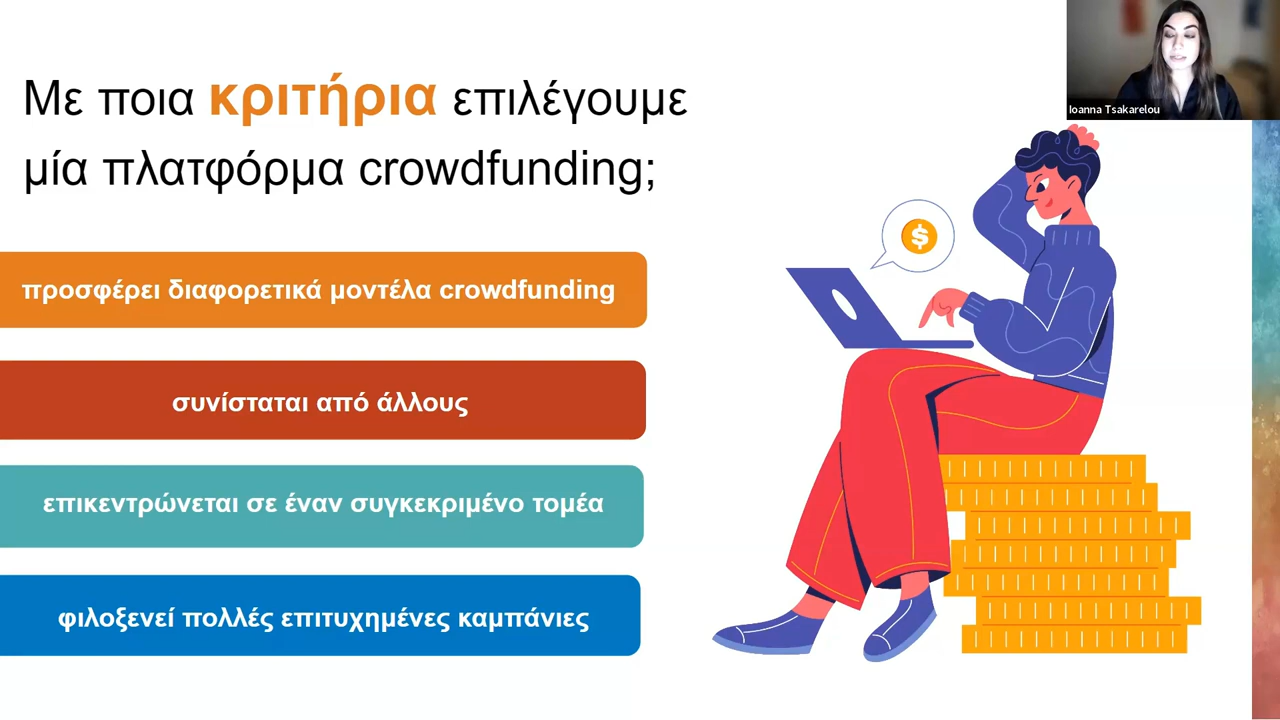 Με ποια κριτήρια επιλέγουμε
μία πλατφόρμα crowdfunding;
προσφέρει διαφορετικά μοντέλα crowdfunding
συνίσταται από άλλους
επικεντρώνεται σε έναν συγκεκριμένο τομέα
φιλοξενεί πολλές επιτυχημένες καμπάνιες
$
Ioanna Tsakarelou